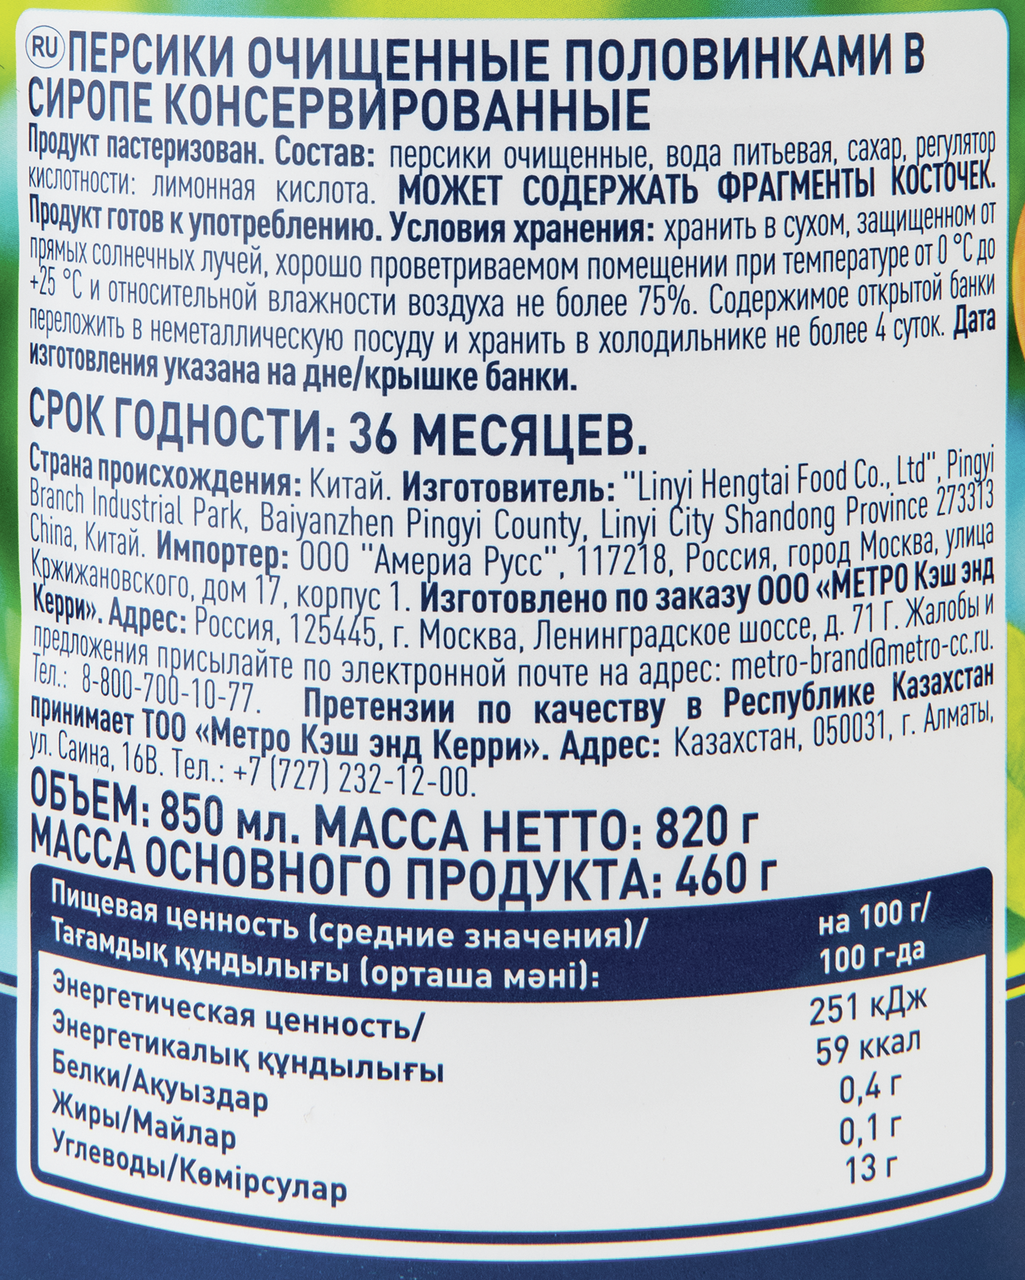 RU ПЕРСИКИ ОЧИЩЕННЫЕ ПОЛОВИНКАМИ В
СИРОПЕ КОНСЕРВИРОВАННЫЕ
Продукт пастеризован. Состав: персики очищенные, вода питьевая, сахар, регулятор
кислотности: лимонная кислота. МОЖЕТ СОДЕРЖАТЬ ФРАГМЕНТЫ КОСТОЧЕК.
Продукт готов к употреблению. Условия хранения: хранить в сухом, защищенном от
прямых солнечных лучей, хорошо проветриваемом помещении при температуре от 0 °С до
+25 °С и относительной влажности воздуха не более 75%. Содержимое открытой банки
переложить в неметаллическую посуду и хранить в холодильнике не более 4 суток. Дата
изготовления указана на дне/крышке банки.
СРОК ГОДНОСТИ: 36 МЕСЯЦЕВ.
Страна происхождения: Китай. Изготовитель: "Linyi Hengtai Food Co., Ltd", Pingyi
Branch Industrial Park, Baiyanzhen Pingyi County, Linyi City Shandong Province 273313
China, Китай. Импортер: ООО "Америа Русс", 117218, Россия, город Москва, улица
Кржижановского, дом 17, корпус 1. Изготовлено по заказу ООО «МЕТРО Кэш энд
Керри». Адрес: Россия, 125445, г. Москва, Ленинградское шоссе, д. 71 Г. Жалобы и
предложения присылайте по электронной почте на адрес: metro-brand@metro-cc.ru.
Тел.: 8-800-700-10-77. Претензии по качеству в Республике Казахстан
принимает ТОО «Метро Кэш энд Керри». Адрес: Казахстан, 050031, г. Алматы,
ул. Саина, 16В. Тел.: +7 (727) 232-12-00.
ОБЪЕМ: 850 мл. МАССА НЕТТО: 820 г
МАССА ОСНОВНОГО ПРОДУКТА: 460 г
Пищевая ценность (средние значения)/ на 100 г/
Тағамдық құндылығы (орташа мәні): 100 г-да
Энергетическая ценность/ 251 кДж
Энергетикалық құндылығы 59 ккал
Белки/Ақуыздар 0,4 г
Жиры/Майлар 0,1 г
Углеводы/Көмірсулар 13 г